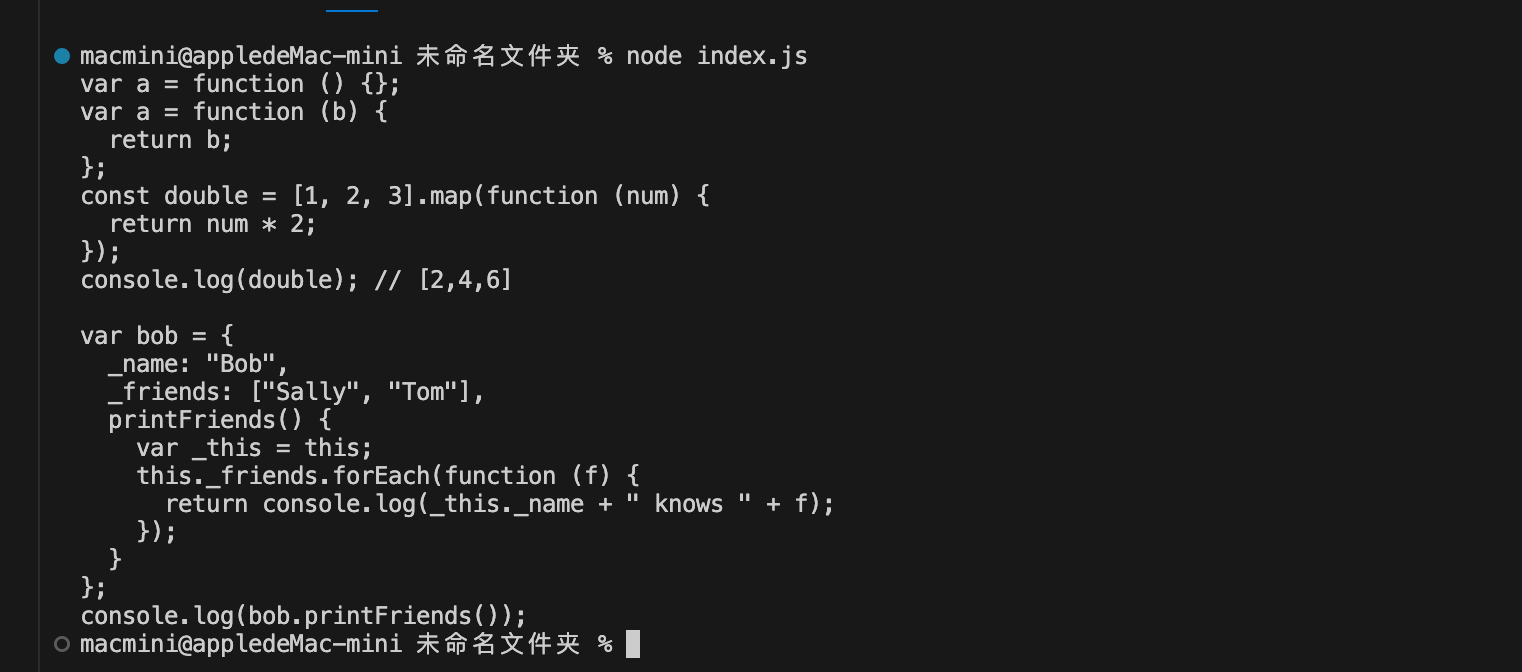 macmini@appledeMac-mini 未命名文件夹 % node index.js
var a = function () {};
var a = function (b) {
  return b;
};
const double = [1, 2, 3].map(function (num) {
  return num * 2;
});
console.log(double); // [2,4,6]

var bob = {
  _name: "Bob",
  _friends: ["Sally", "Tom"],
  printFriends() {
    var _this = this;
    this._friends.forEach(function (f) {
      return console.log(_this._name + " knows " + f);
    });
  }
};
console.log(bob.printFriends());
macmini@appledeMac-mini 未命名文件夹 %